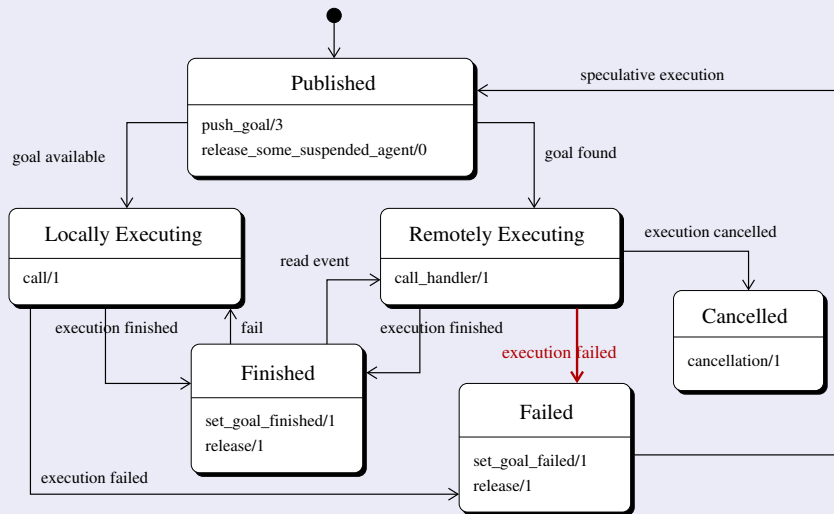 Published
speculative execution
push_goal/3
release_some_suspended_agent/0
goal available
goal found
Locally Executing
Remotely Executing
execution cancelled
call/1
read event
call_handler/1
Cancelled
execution finished
fail
execution finished
execution failed
cancellation/1
Finished
Failed
set_goal_finished/1
release/1
set_goal_failed/1
execution failed
release/1